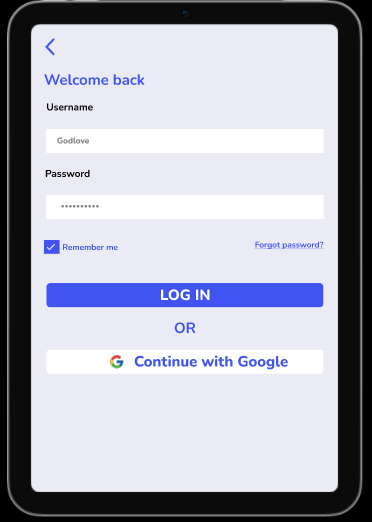 Welcome back
Username
Godlove
Password
••••••••••
Remember me
Forgot password?
LOG IN
OR
Continue with Google